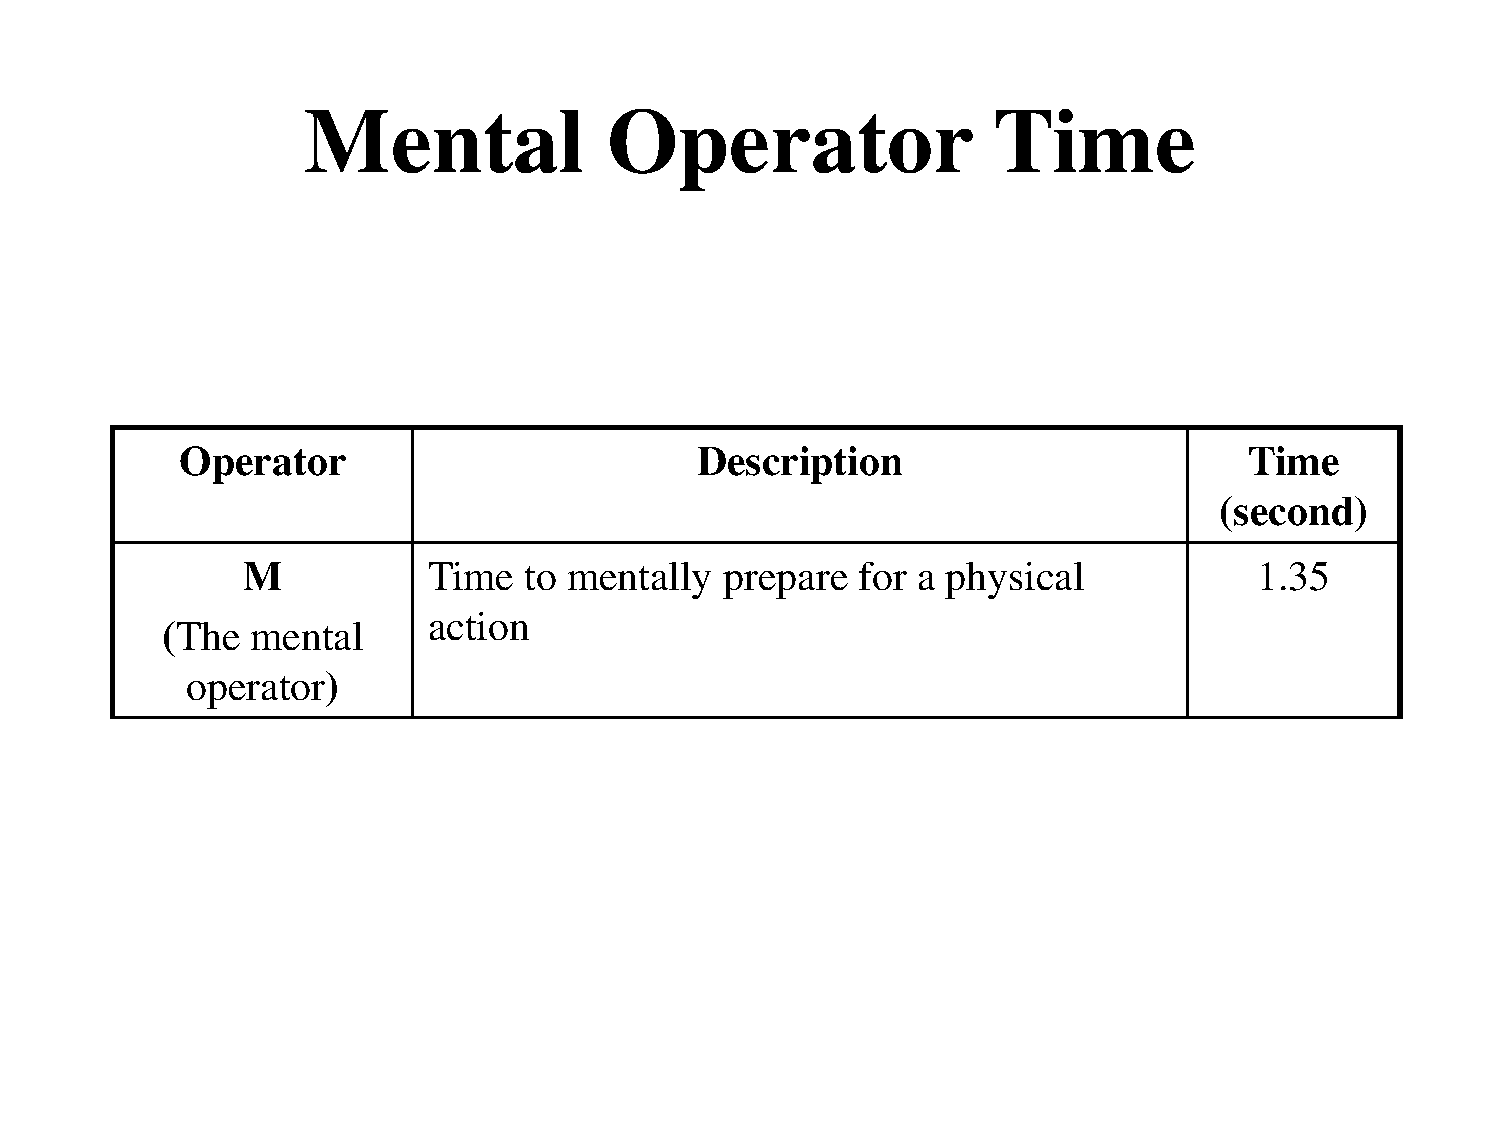 Mental Operator Time
Operator
Description
Time
(second)
M
(The mental
operator)
Time to mentally prepare for a physical
action
1.35